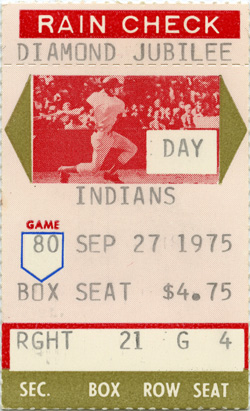 RAIN CHECK
DIAMOND JUBILEE
DAY
INDIANS
GAME
80 SEP 27 1975
BOX SEAT $4.75
RGHT 21 G 4
SEC. BOX ROW SEAT